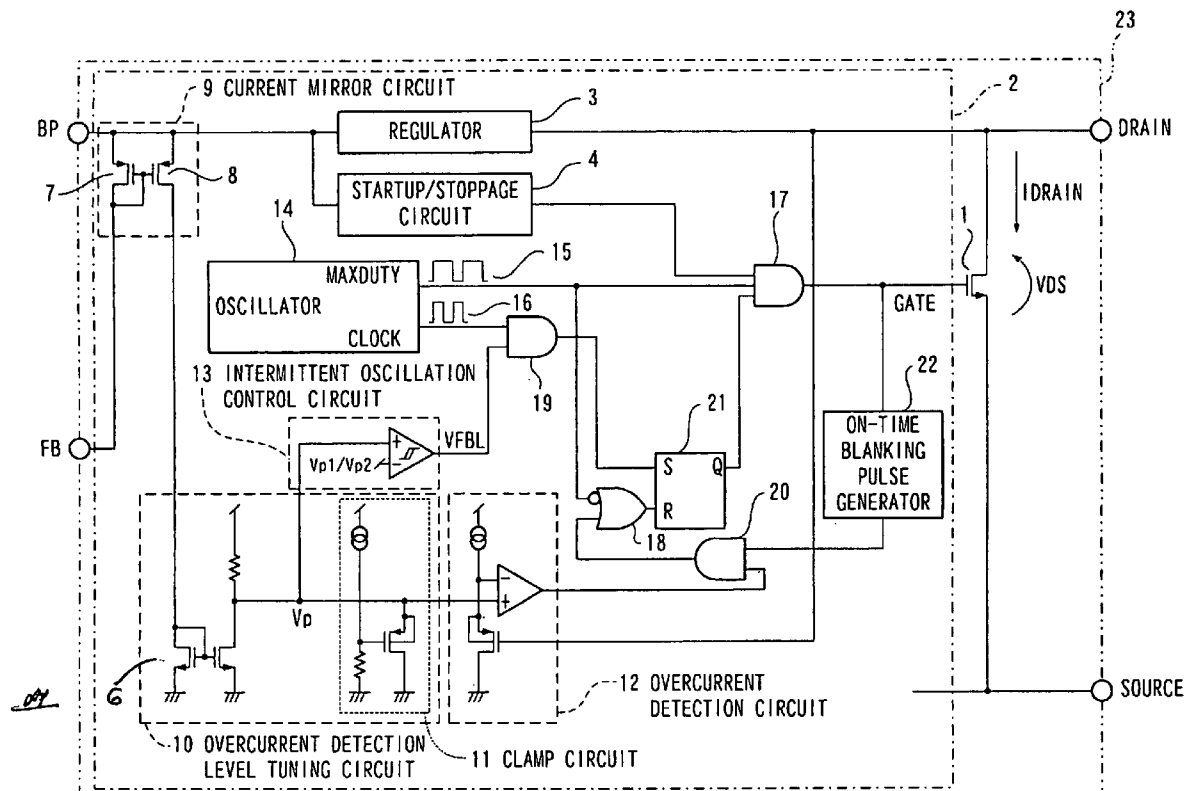 23
9 CURRENT MIRROR CIRCUIT
2
3
BP
REGULATOR
DRAIN
7
8
4
STARTUP/STOPPAGE
CIRCUIT
17
IDRAIN
14
1
MAXDUTY
15
OSCILLATOR
16
CLOCK
GATE
VDS
13 INTERMITTENT OSCILLATION
CONTROL CIRCUIT
19
22
21
FB
+
-
VFBL
Vp1/Vp2
S
Q
R
ON-TIME
BLANKING
PULSE
GENERATOR
20
18
-
+
Vp
6
12 OVERCURRENT
DETECTION CIRCUIT
SOURCE
10 OVERCURRENT DETECTION
LEVEL TUNING CIRCUIT
11 CLAMP CIRCUIT